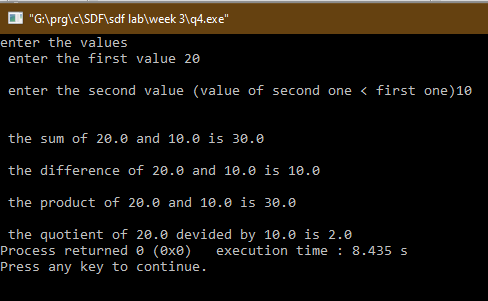 "G:\prg\c\SDF\sdf lab\week 3\q4.exe"
enter the values
enter the first value 20
enter the second value (value of second one < first one)10
the sum of 20.0 and 10.0 is 30.0
the difference of 20.0 and 10.0 is 10.0
the product of 20.0 and 10.0 is 30.0
the quotient of 20.0 devided by 10.0 is 2.0
Process returned 0 (0x0)   execution time : 8.435 s
Press any key to continue.